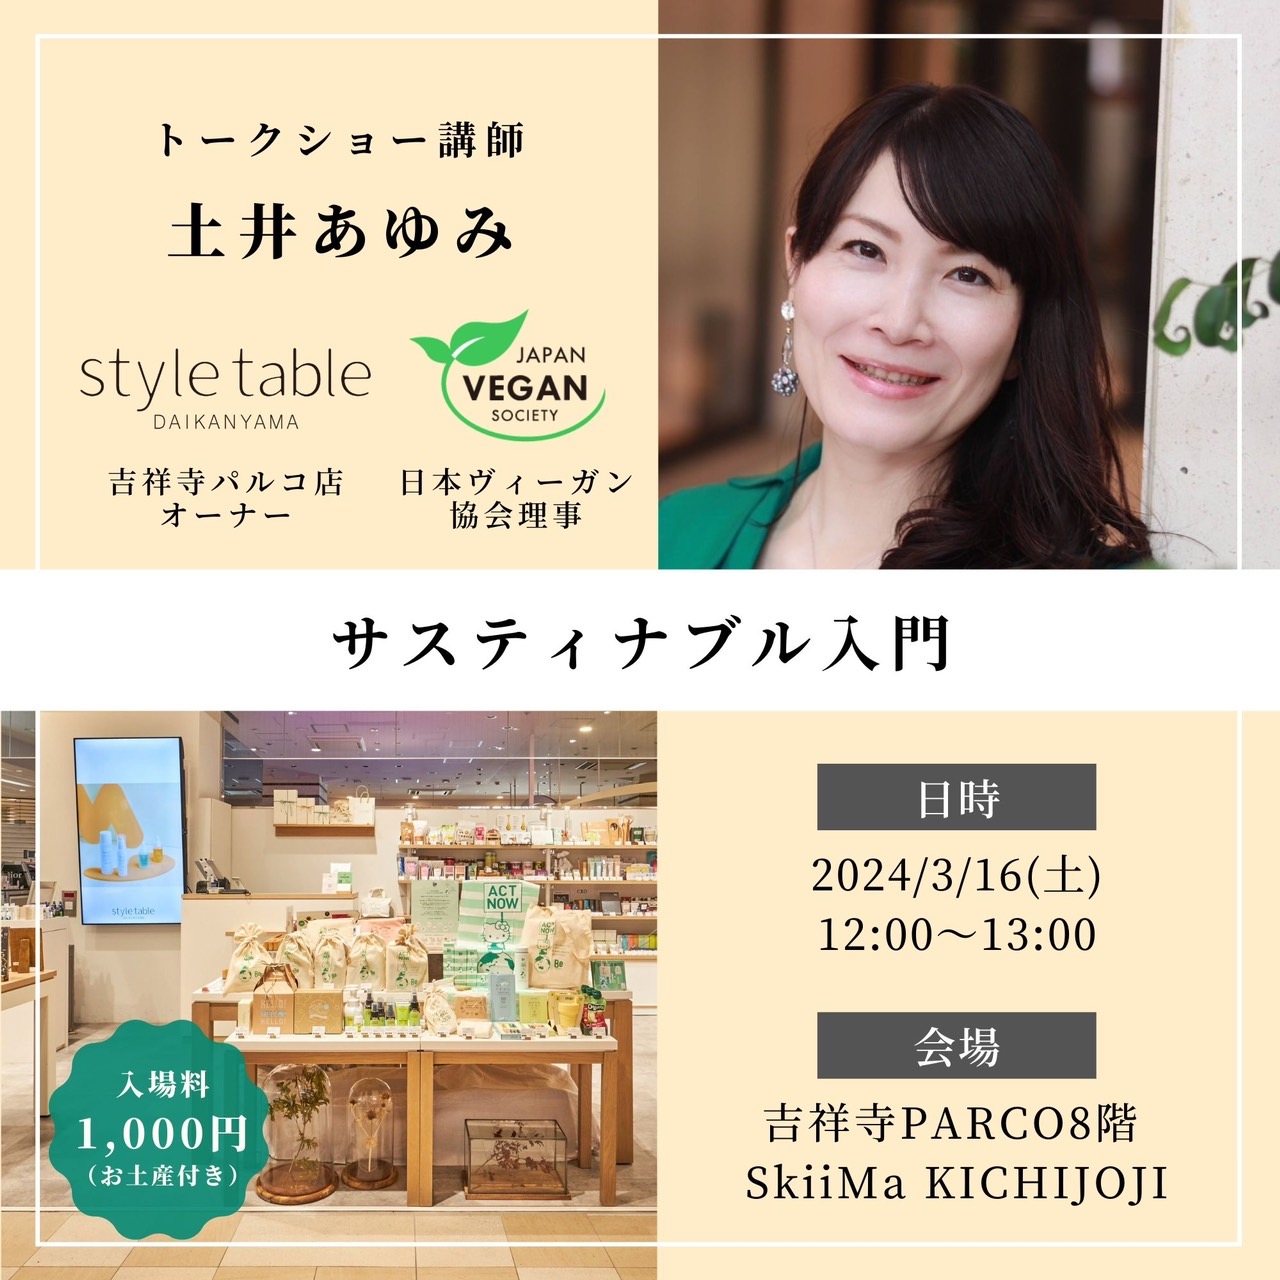 トークショー講師
土井あゆみ
style table
DAIKANYAMA
JAPAN
VEGAN
SOCIETY
吉祥寺パルコ店
オーナー
日本ヴィーガン
協会理事
サスティナブル入門
style table
ACT
NOW
ACT
NOW
入場料
1,000円
(お土産付き)
日時
2024/3/16(土)
12:00〜13:00
会場
吉祥寺PARCO8階
SkiiMa KICHIJOJI